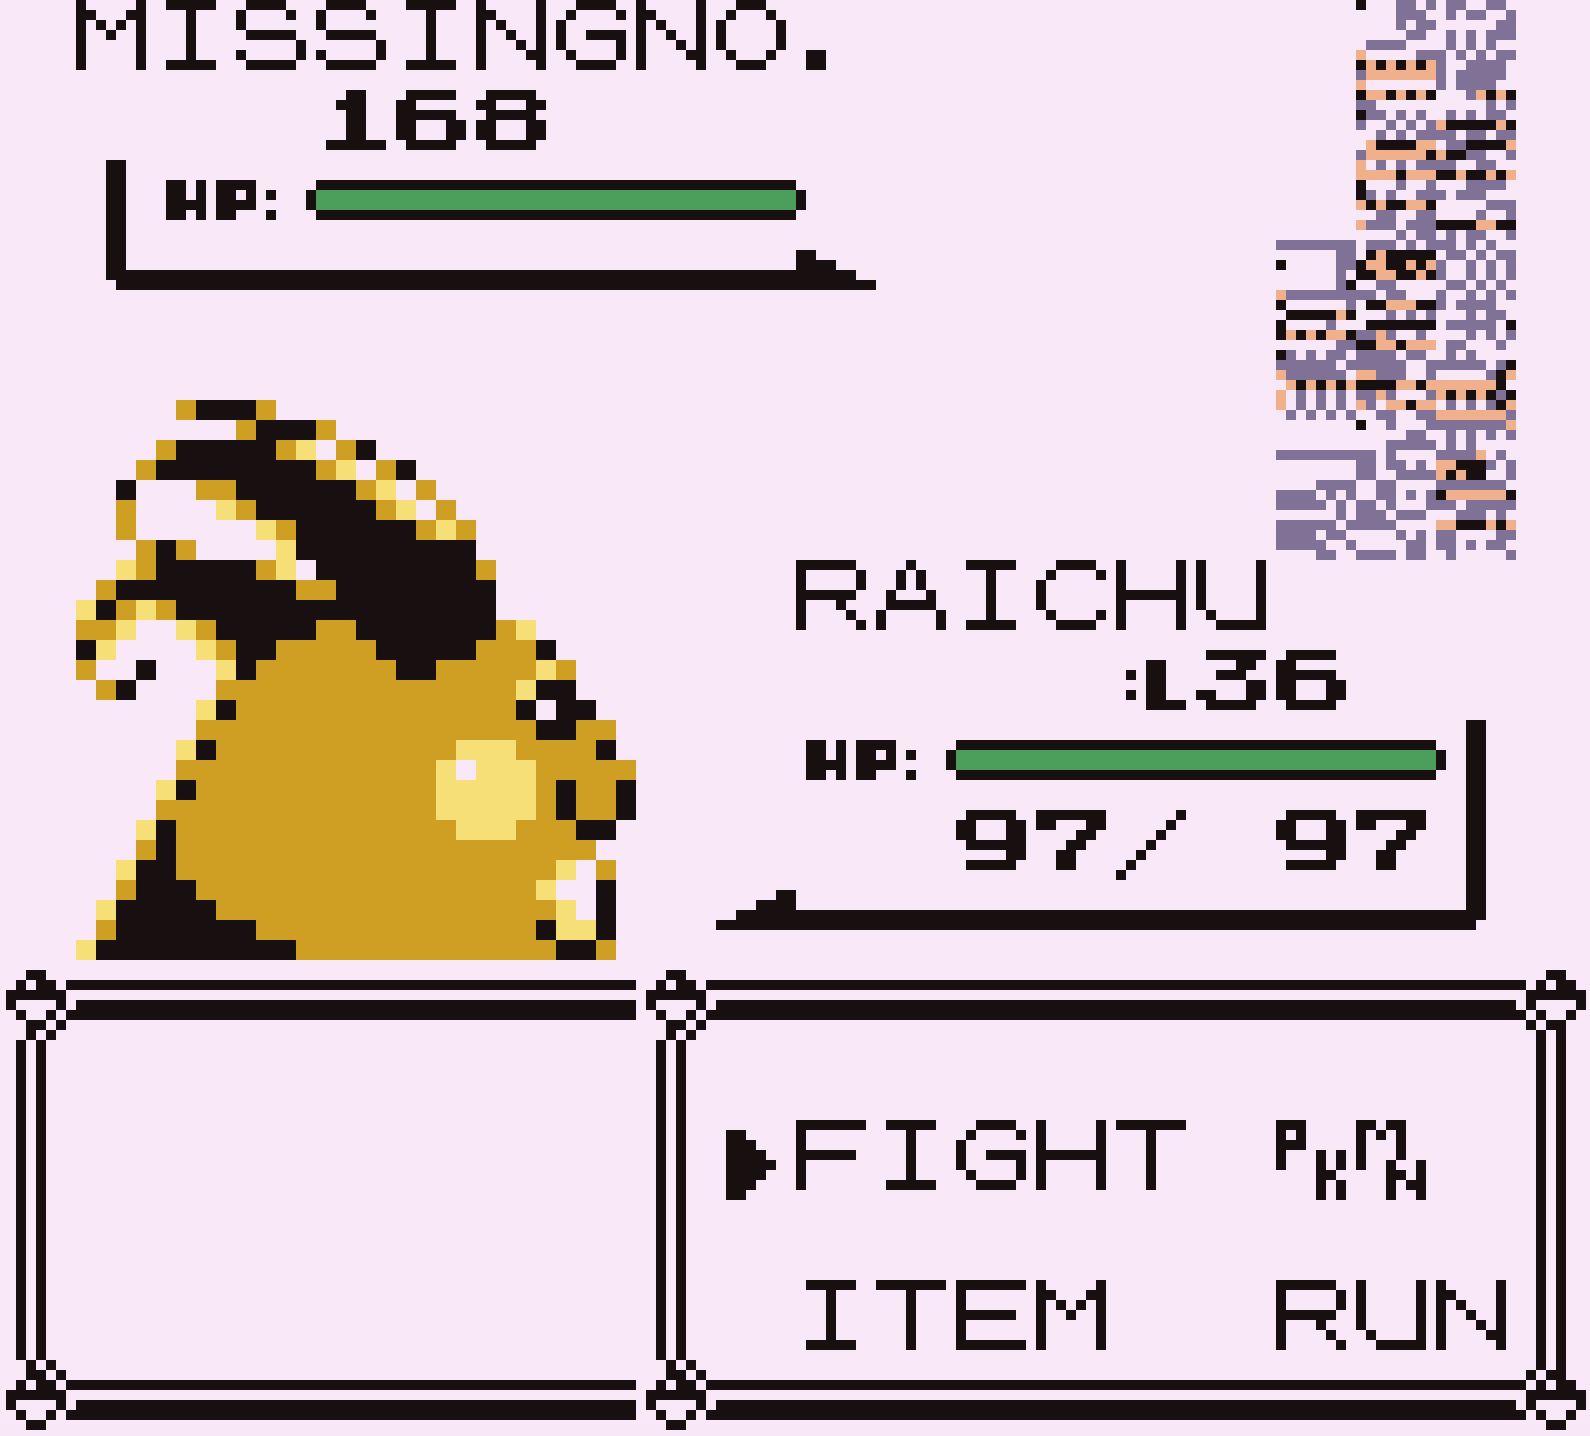 MISSINGNO.
168
HP:
RAICHU
:L36
HP:
97/ 97
FIGHT PKMN
ITEM RUN